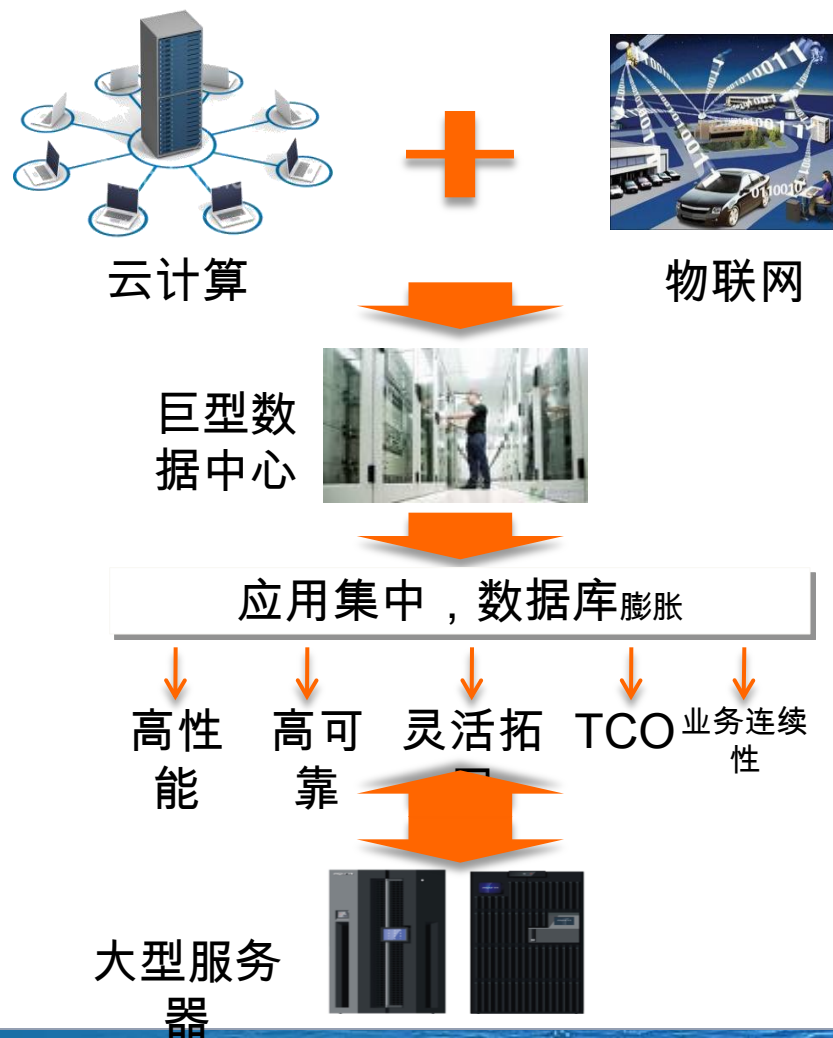 云计算
物联网
巨型数
据中心
应用集中，数据库膨胀
高性
能
高可
靠
灵活拓
TCO
业务连续
性
大型服务
器